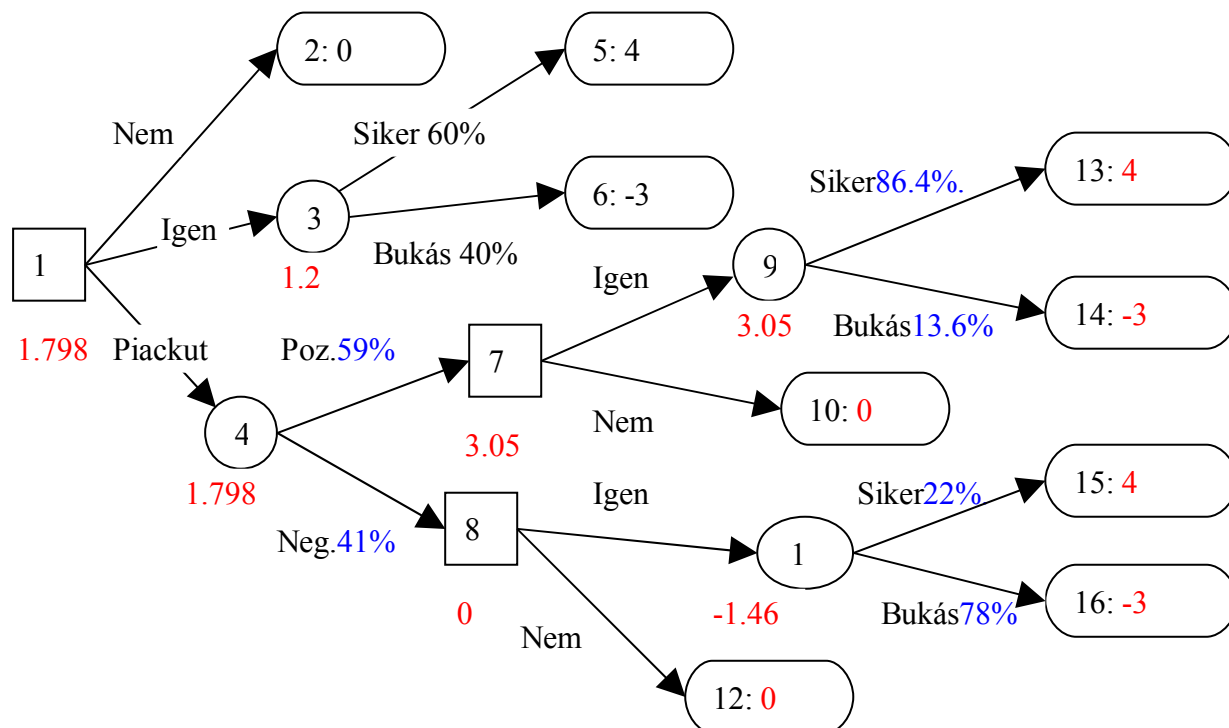 2: 0
5: 4
Nem
Siker 60%
Siker86.4%.
13: 4
6: -3
Igen
3
1
Bukás 40%
Igen
9
1.2
14: -3
3.05
Bukás13.6%
1.798
Piackut
Poz.59%
7
10: 0
Nem
4
3.05
1.798
Igen
Siker22%
15: 4
Neg.41%
8
1
16: -3
0
-1.46
Bukás78%
Nem
12: 0